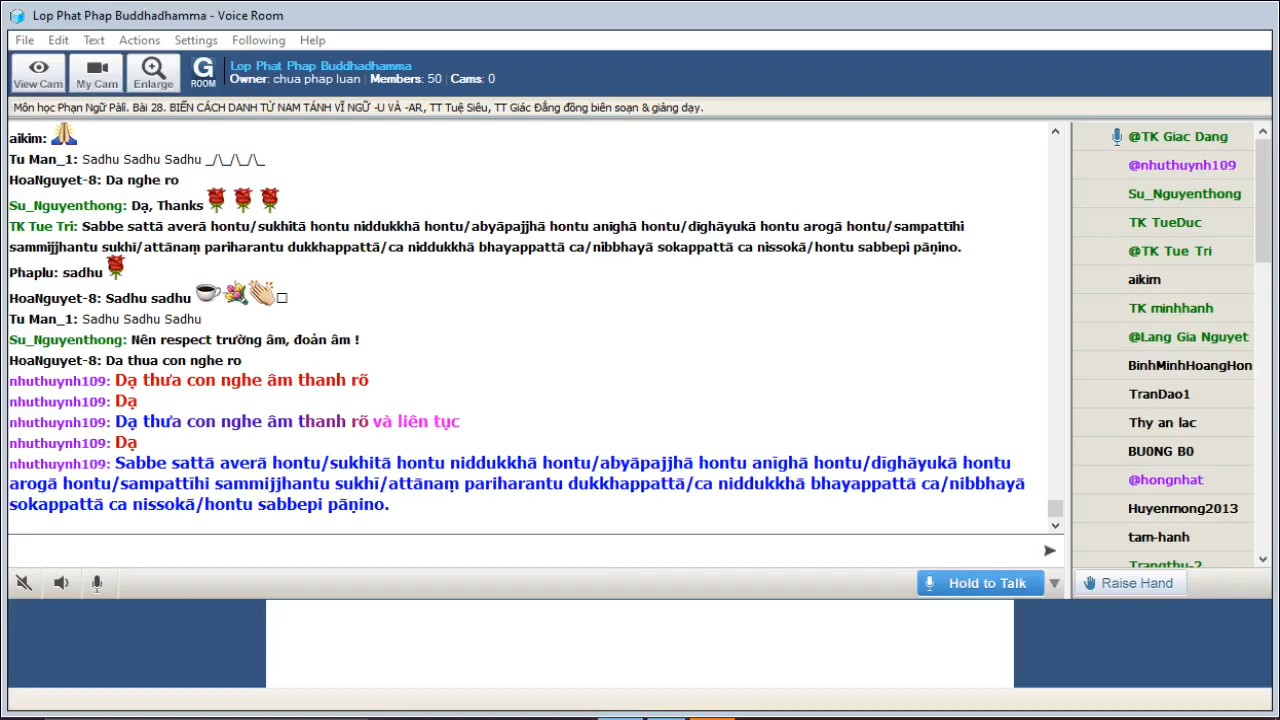 Lop Phat Phap Buddhadhamma - Voice Room
File Edit Text Actions Settings Following Help
View Cam My Cam Enlarge G ROOM
Lop Phat Phap Buddhadhamma
Owner: chua phap luan | Members: 50 | Cams: 0
Môn học Phạn Ngữ Pāli. Bài 28. BIẾN CÁCH DANH TỪ NAM TÁNH VĨ NGỮ -U VÀ -AR, TT Tuệ Siêu, TT Giác Đẳng đồng biên soạn & giảng dạy.
aikim:
Tu Man_1: Sadhu Sadhu Sadhu _/\_/\_/\_
HoaNguyet-8: Da nghe ro
Su_Nguyenthong: Dạ, Thanks
TK Tue Tri: Sabbe sattā averā hontu/sukhitā hontu niddukkhā hontu/abyāpajjhā hontu anīghā hontu/dīghāyukā hontu arogā hontu/sampattīhi
sammijjhantu sukhī/attānaṃ pariharantu dukkhappattā/ca niddukkhā bhayappattā ca/nibbhayā sokappattā ca nissokā/hontu sabbepi pāṇino.
Phaplu: sadhu
HoaNguyet-8: Sadhu sadhu
Tu Man_1: Sadhu Sadhu Sadhu
Su_Nguyenthong: Nên respect trường âm, đoản âm !
HoaNguyet-8: Da thua con nghe ro
nhuthuynh109: Dạ thưa con nghe âm thanh rõ
nhuthuynh109: Dạ
nhuthuynh109: Dạ thưa con nghe âm thanh rõ và liên tục
nhuthuynh109: Dạ
nhuthuynh109: Sabbe sattā averā hontu/sukhitā hontu niddukkhā hontu/abyāpajjhā hontu anīghā hontu/dīghāyukā hontu
arogā hontu/sampattīhi sammijjhantu sukhī/attānaṃ pariharantu dukkhappattā/ca niddukkhā bhayappattā ca/nibbhayā
sokappattā ca nissokā/hontu sabbepi pāṇino.
Hold to Talk
@TK Giac Dang
@nhuthuynh109
Su_Nguyenthong
TK TueDuc
@TK Tue Tri
aikim
TK minhhanh
@Lang Gia Nguyet
BinhMinhHoangHon
TranDao1
Thy an lac
BU0NG B0
@hongnhat
Huyenmong2013
tam-hanh
Trangthu-2
Raise Hand